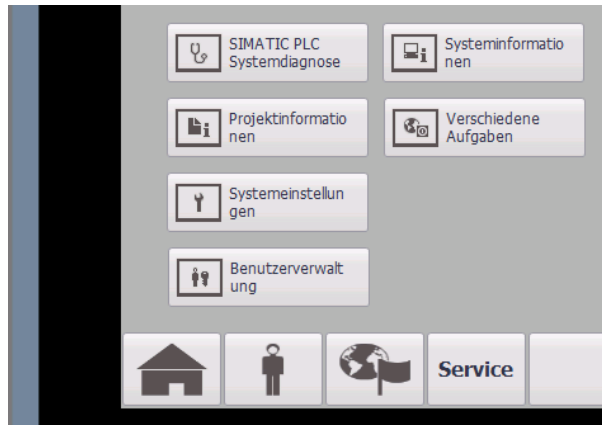 SIMATIC PLC
Systemdiagnose
Systeminformatio
nen
Projektinformatio
nen
Verschiedene
Aufgaben
Systemeinstellun
gen
Benutzerverwalt
ung
Service